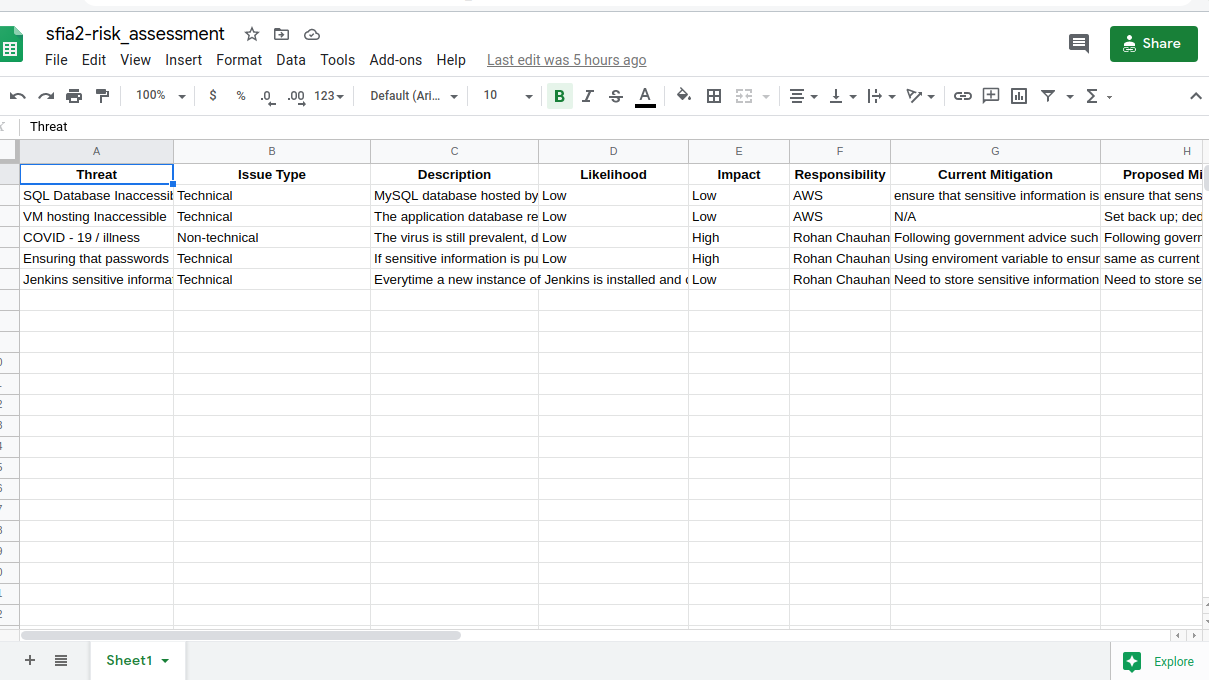 sfia2-risk_assessment
File Edit View Insert Format Data Tools Add-ons Help Last edit was 5 hours ago
Share
100% $ % .0 .00 123 Default (Ari... 10 B I S A
Threat
A B C D E F G H
Threat Issue Type Description Likelihood Impact Responsibility Current Mitigation Proposed Mi
SQL Database Inaccessib Technical MySQL database hosted by Low Low AWS ensure that sensitive information is ensure that sens
VM hosting Inaccessible Technical The application database re Low Low AWS N/A Set back up; ded
COVID - 19 / illness Non-technical The virus is still prevalent, d Low High Rohan Chauhan Following government advice such Following govern
Ensuring that passwords Technical If sensitive information is pu Low High Rohan Chauhan Using enviroment variable to ensur same as current
Jenkins sensitive informa Technical Everytime a new instance of Jenkins is installed and Low Rohan Chauhan Need to store sensitive information Need to store se
Sheet1
Explore